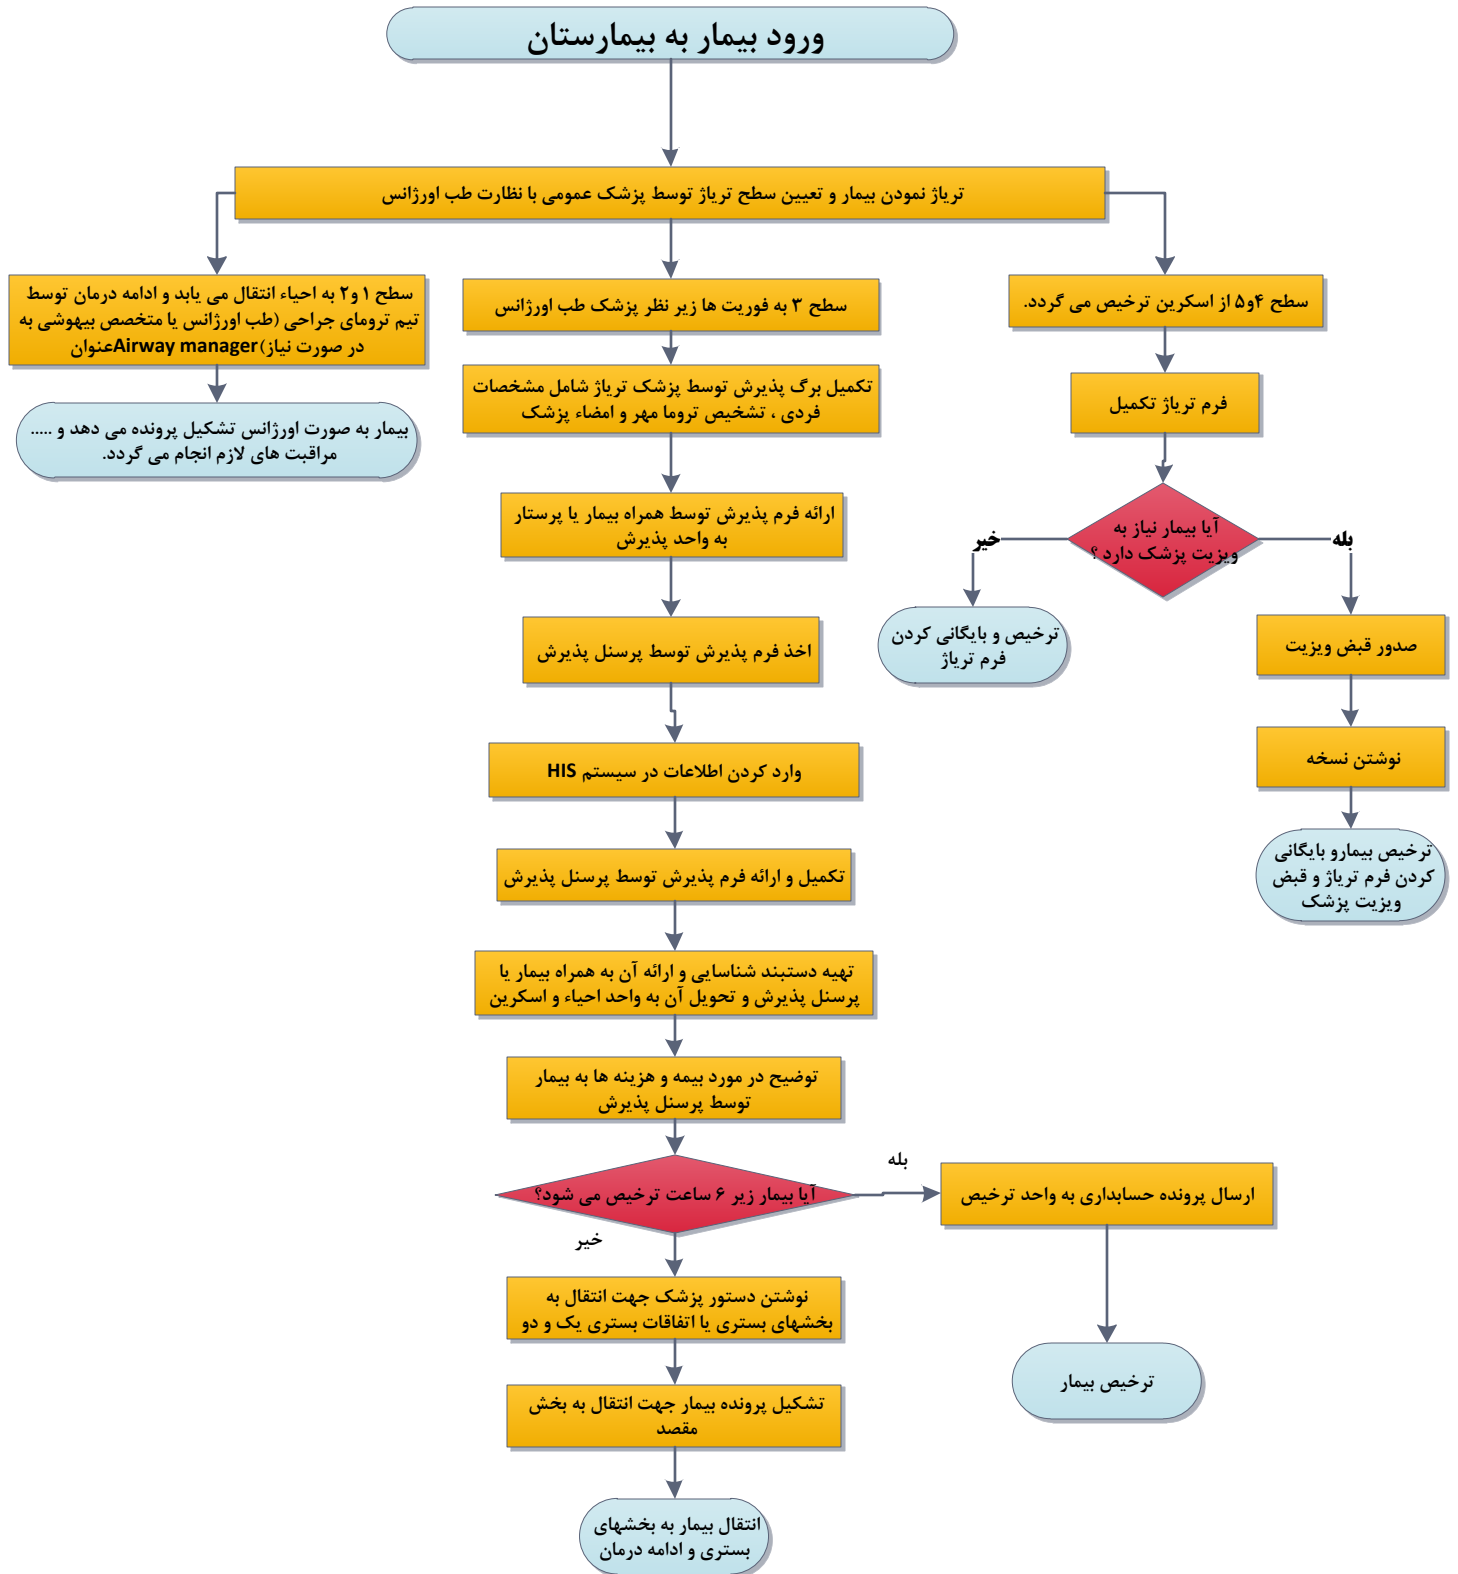 ورود بیمار به بیمارستان
تریاژ نمودن بیمار و تعیین سطح تریاژ توسط پزشک عمومی با نظارت طب اورژانس
سطح ۱ و۲ به احیاء انتقال می یابد و ادامه درمان توسط
تیم ترومای جراحی (طب اورژانس یا متخصص بیهوشی به
عنوانAirway manager(در صورت نیاز
بیمار به صورت اورژانس تشکیل پرونده می دهد و .....
مراقبت های لازم انجام می گردد.
سطح ۳ به فوریت ها زیر نظر پزشک طب اورژانس
تکمیل برگ پذیرش توسط پزشک تریاژ شامل مشخصات
فردی ، تشخیص تروما مهر و امضاء پزشک
ارائه فرم پذیرش توسط همراه بیمار یا پرستار
به واحد پذیرش
اخذ فرم پذیرش توسط پرسنل پذیرش
وارد کردن اطلاعات در سیستم HIS
تکمیل و ارائه فرم پذیرش توسط پرسنل پذیرش
تهیه دستبند شناسایی و ارائه آن به همراه بیمار یا
پرسنل پذیرش و تحویل آن به واحد احیاء و اسکرین
توضیح در مورد بیمه و هزینه ها به بیمار
توسط پرسنل پذیرش
آیا بیمار زیر ۶ ساعت ترخیص می شود؟
بله
ارسال پرونده حسابداری به واحد ترخیص
ترخیص بیمار
خیر
نوشتن دستور پزشک جهت انتقال به
بخشهای بستری یا اتفاقات بستری یک و دو
تشکیل پرونده بیمار جهت انتقال به بخش
مقصد
انتقال بیمار به بخشهای
بستری و ادامه درمان
سطح ۴و۵ از اسکرین ترخیص می گردد.
فرم تریاژ تکمیل
آیا بیمار نیاز به
ویزیت پزشک دارد ؟
خیر
ترخیص و بایگانی کردن
فرم تریاژ
بله
صدور قبض ویزیت
نوشتن نسخه
ترخیص بیمارو بایگانی
کردن فرم تریاژ و قبض
ویزیت پزشک